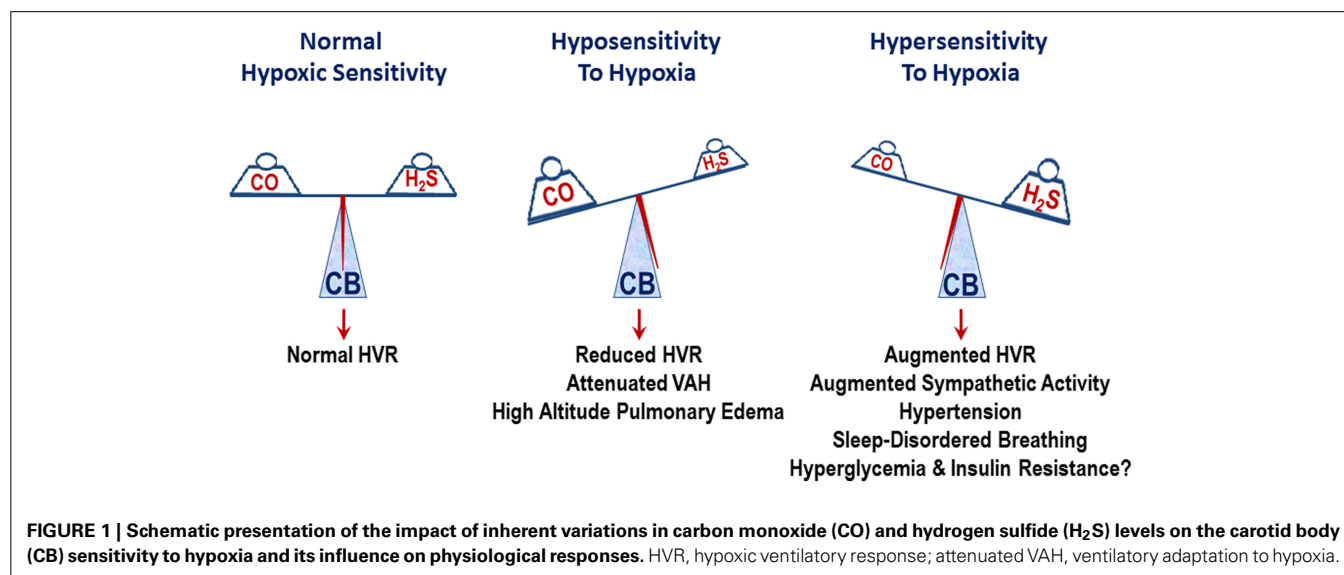 Normal
Hypoxic Sensitivity
Hyposensitivity
To Hypoxia
Hypersensitivity
To Hypoxia
CO
H₂S
CO
H₂S
CO
H₂S
CB
CB
CB
Normal HVR
Reduced HVR
Attenuated VAH
High Altitude Pulmonary Edema
Augmented HVR
Augmented Sympathetic Activity
Hypertension
Sleep-Disordered Breathing
Hyperglycemia & Insulin Resistance?
FIGURE 1 | Schematic presentation of the impact of inherent variations in carbon monoxide (CO) and hydrogen sulfide (H₂S) levels on the carotid body
(CB) sensitivity to hypoxia and its influence on physiological responses. HVR, hypoxic ventilatory response; attenuated VAH, ventilatory adaptation to hypoxia.